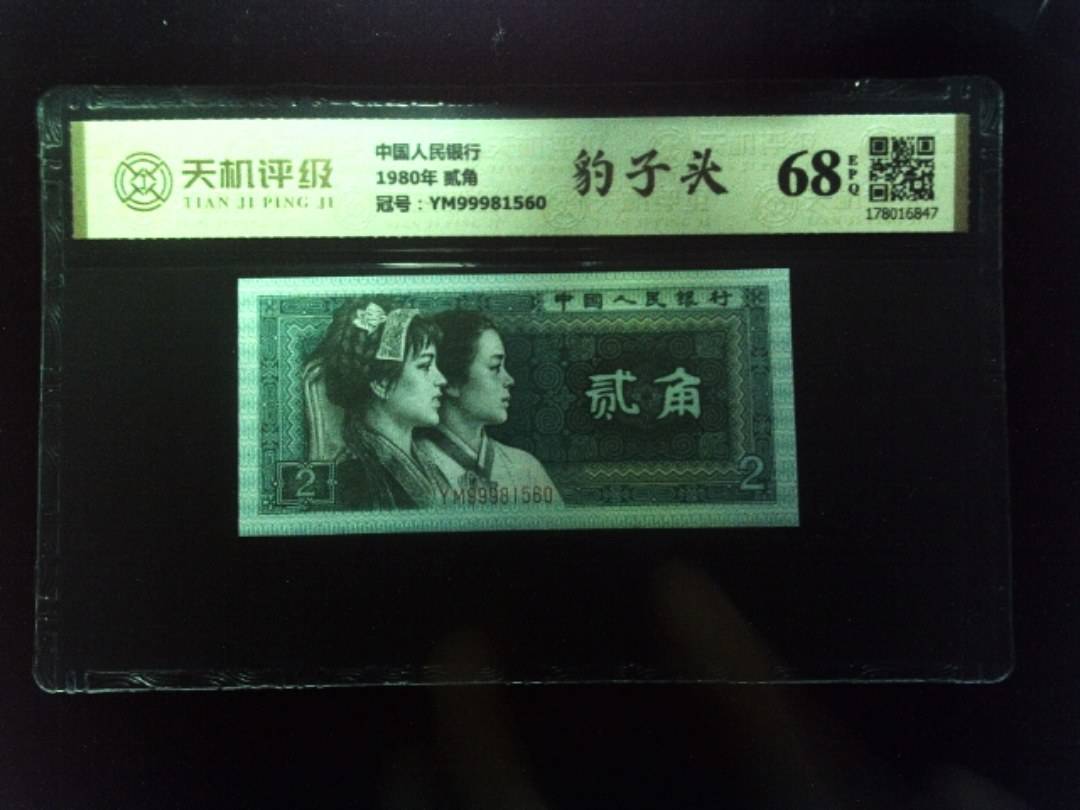 天机评级
TIAN JI PING JI
中国人民银行
1980年 贰角
冠号：YM99981560
豹子头
68
EPQ
178016847
中國人民銀行
贰角
2
2
YM99981560